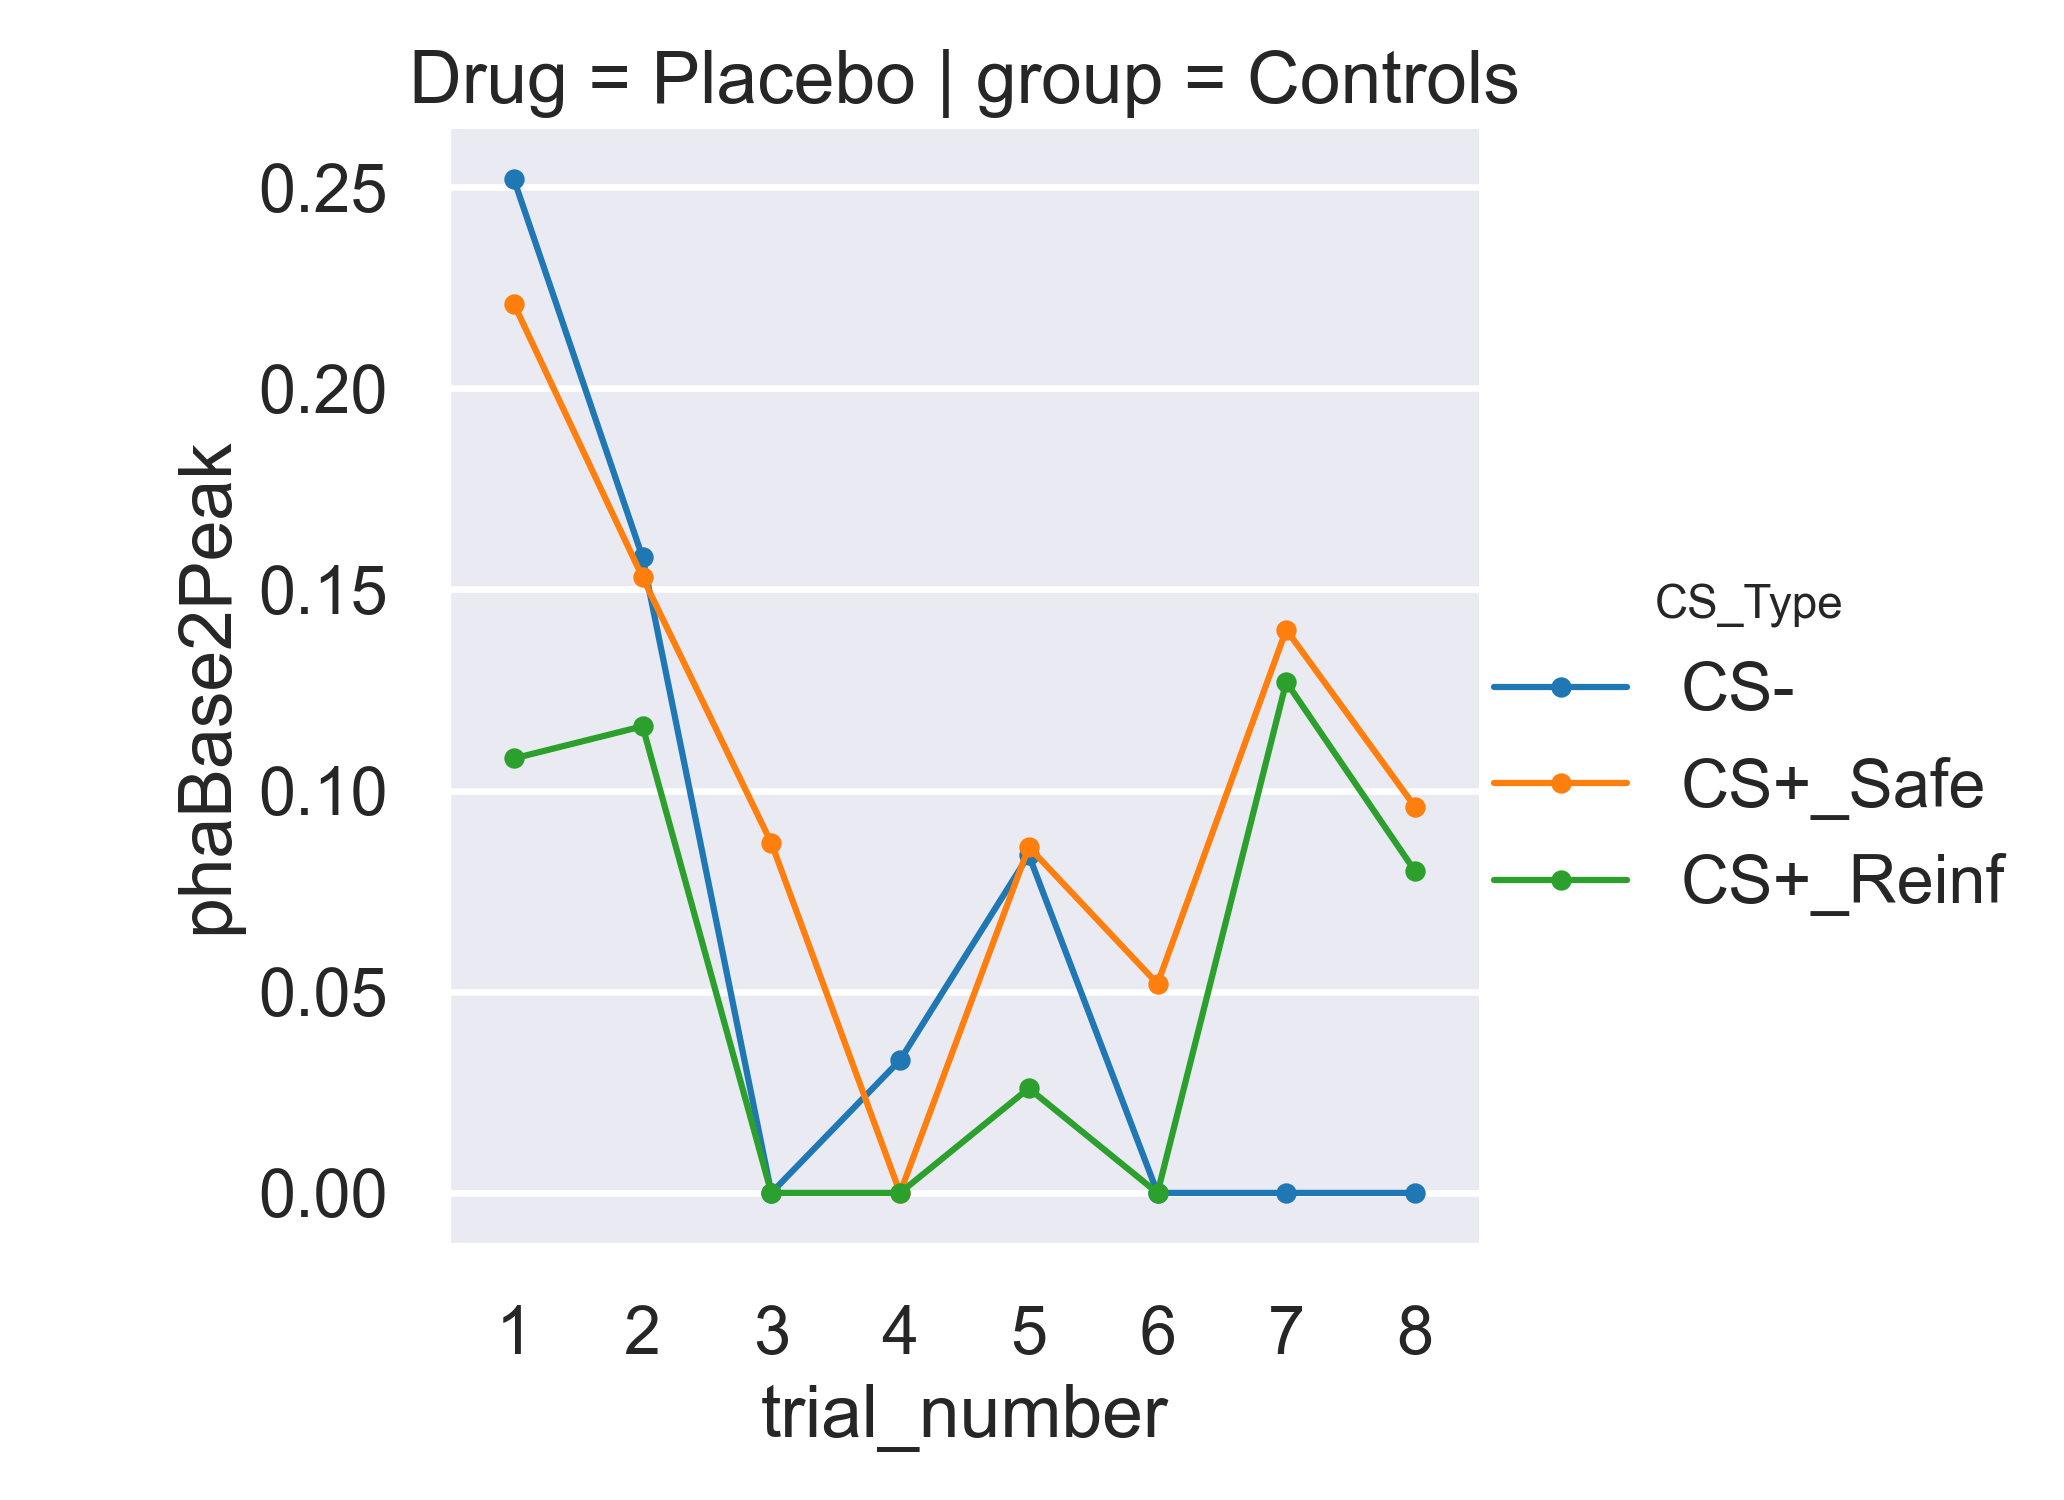 Drug = Placebo | group = Controls
0.25
0.20
0.15
0.10
0.05
0.00
phaBase2Peak
1 2 3 4 5 6 7 8
trial_number
CS_Type
CS-
CS+_Safe
CS+_Reinf